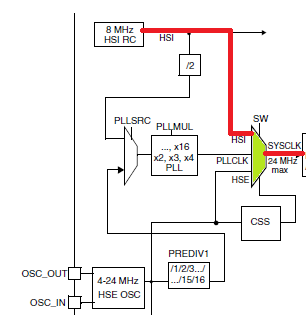 8 MHz
HSI RC
HSI
/2
PLLSRC
PLLMUL
SW
..., x16
x2, x3, x4
PLL
HSI
PLLCLK
HSE
SYSCLK
24 MHz
max
CSS
PREDIV1
/1/2/3.../
.../15/16
OSC_OUT
OSC_IN
4-24 MHz
HSE OSC